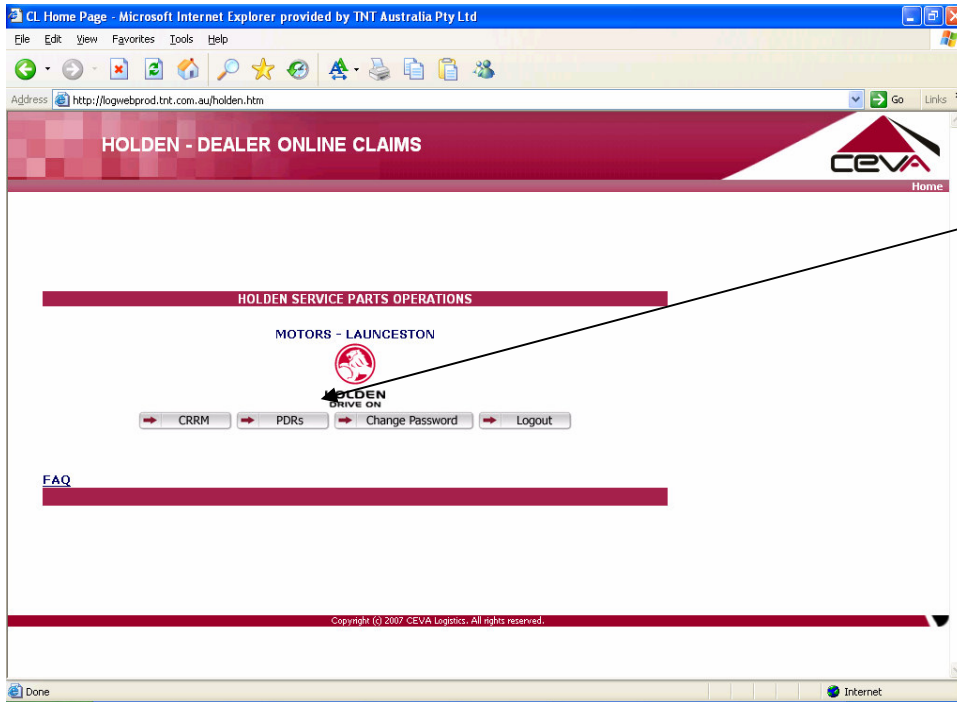 CL Home Page - Microsoft Internet Explorer provided by TNT Australia Pty Ltd
File Edit View Favorites Tools Help
Address http://logwebprod.tnt.com.au/holden.htm Go Links
HOLDEN - DEALER ONLINE CLAIMS
CEVA
Home
HOLDEN SERVICE PARTS OPERATIONS
MOTORS - LAUNCESTON
HOLDEN
DRIVE ON
CRRM PDRs Change Password Logout
FAQ
Copyright (c) 2007 CEVA Logistics. All rights reserved.
Done Internet